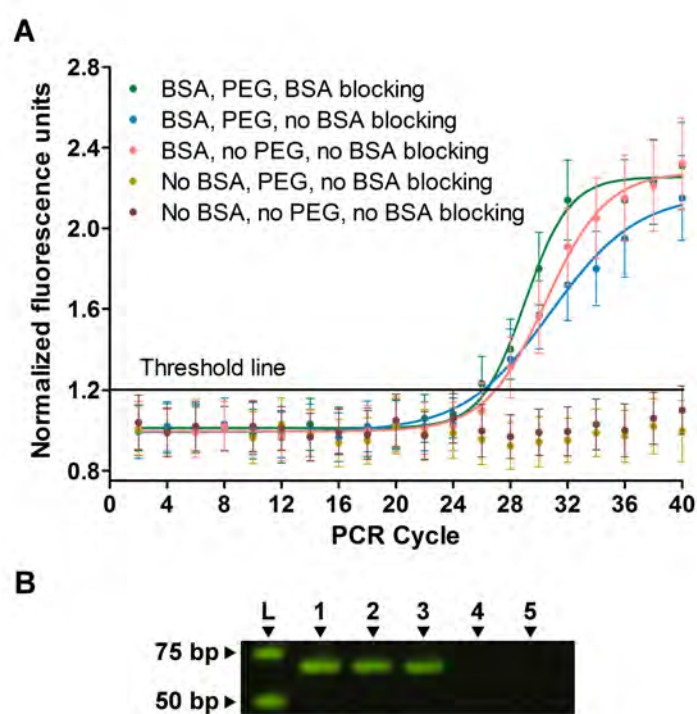 A
Normalized fluorescence units
2.8
2.4
2.0
1.6
1.2
0.8
BSA, PEG, BSA blocking
BSA, PEG, no BSA blocking
BSA, no PEG, no BSA blocking
No BSA, PEG, no BSA blocking
No BSA, no PEG, no BSA blocking
Threshold line
0 4 8 12 16 20 24 28 32 36 40
PCR Cycle
B
L 1 2 3 4 5
75 bp
50 bp